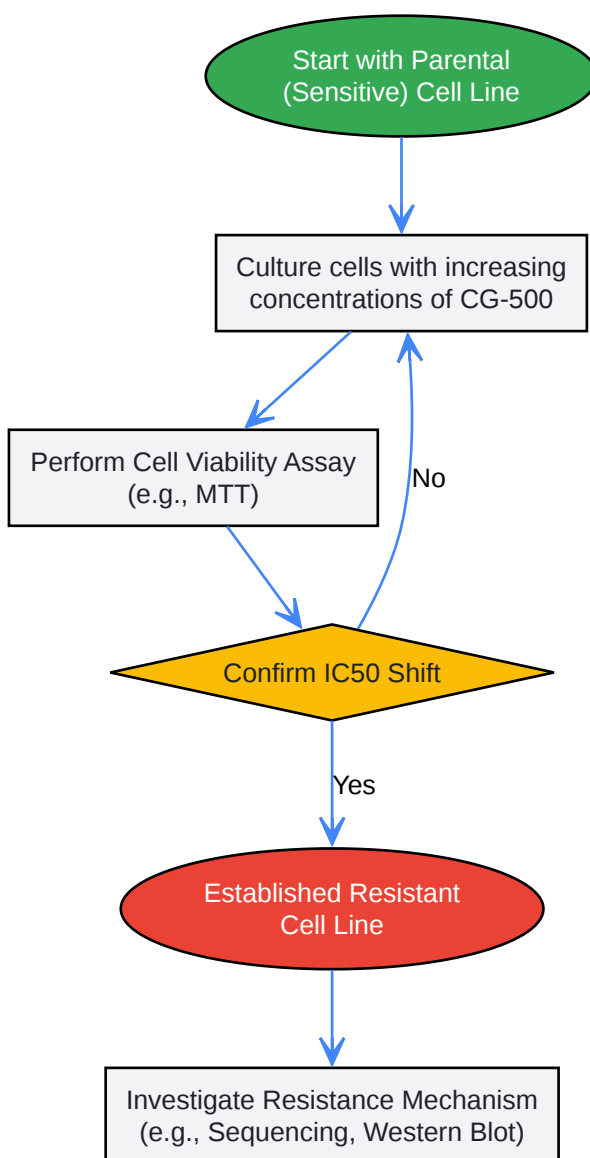 Start with Parental
(Sensitive) Cell Line
Culture cells with increasing
concentrations of CG-500
Perform Cell Viability Assay
(e.g., MTT)
No
Confirm IC50 Shift
Yes
Established Resistant
Cell Line
Investigate Resistance Mechanism
(e.g., Sequencing, Western Blot)